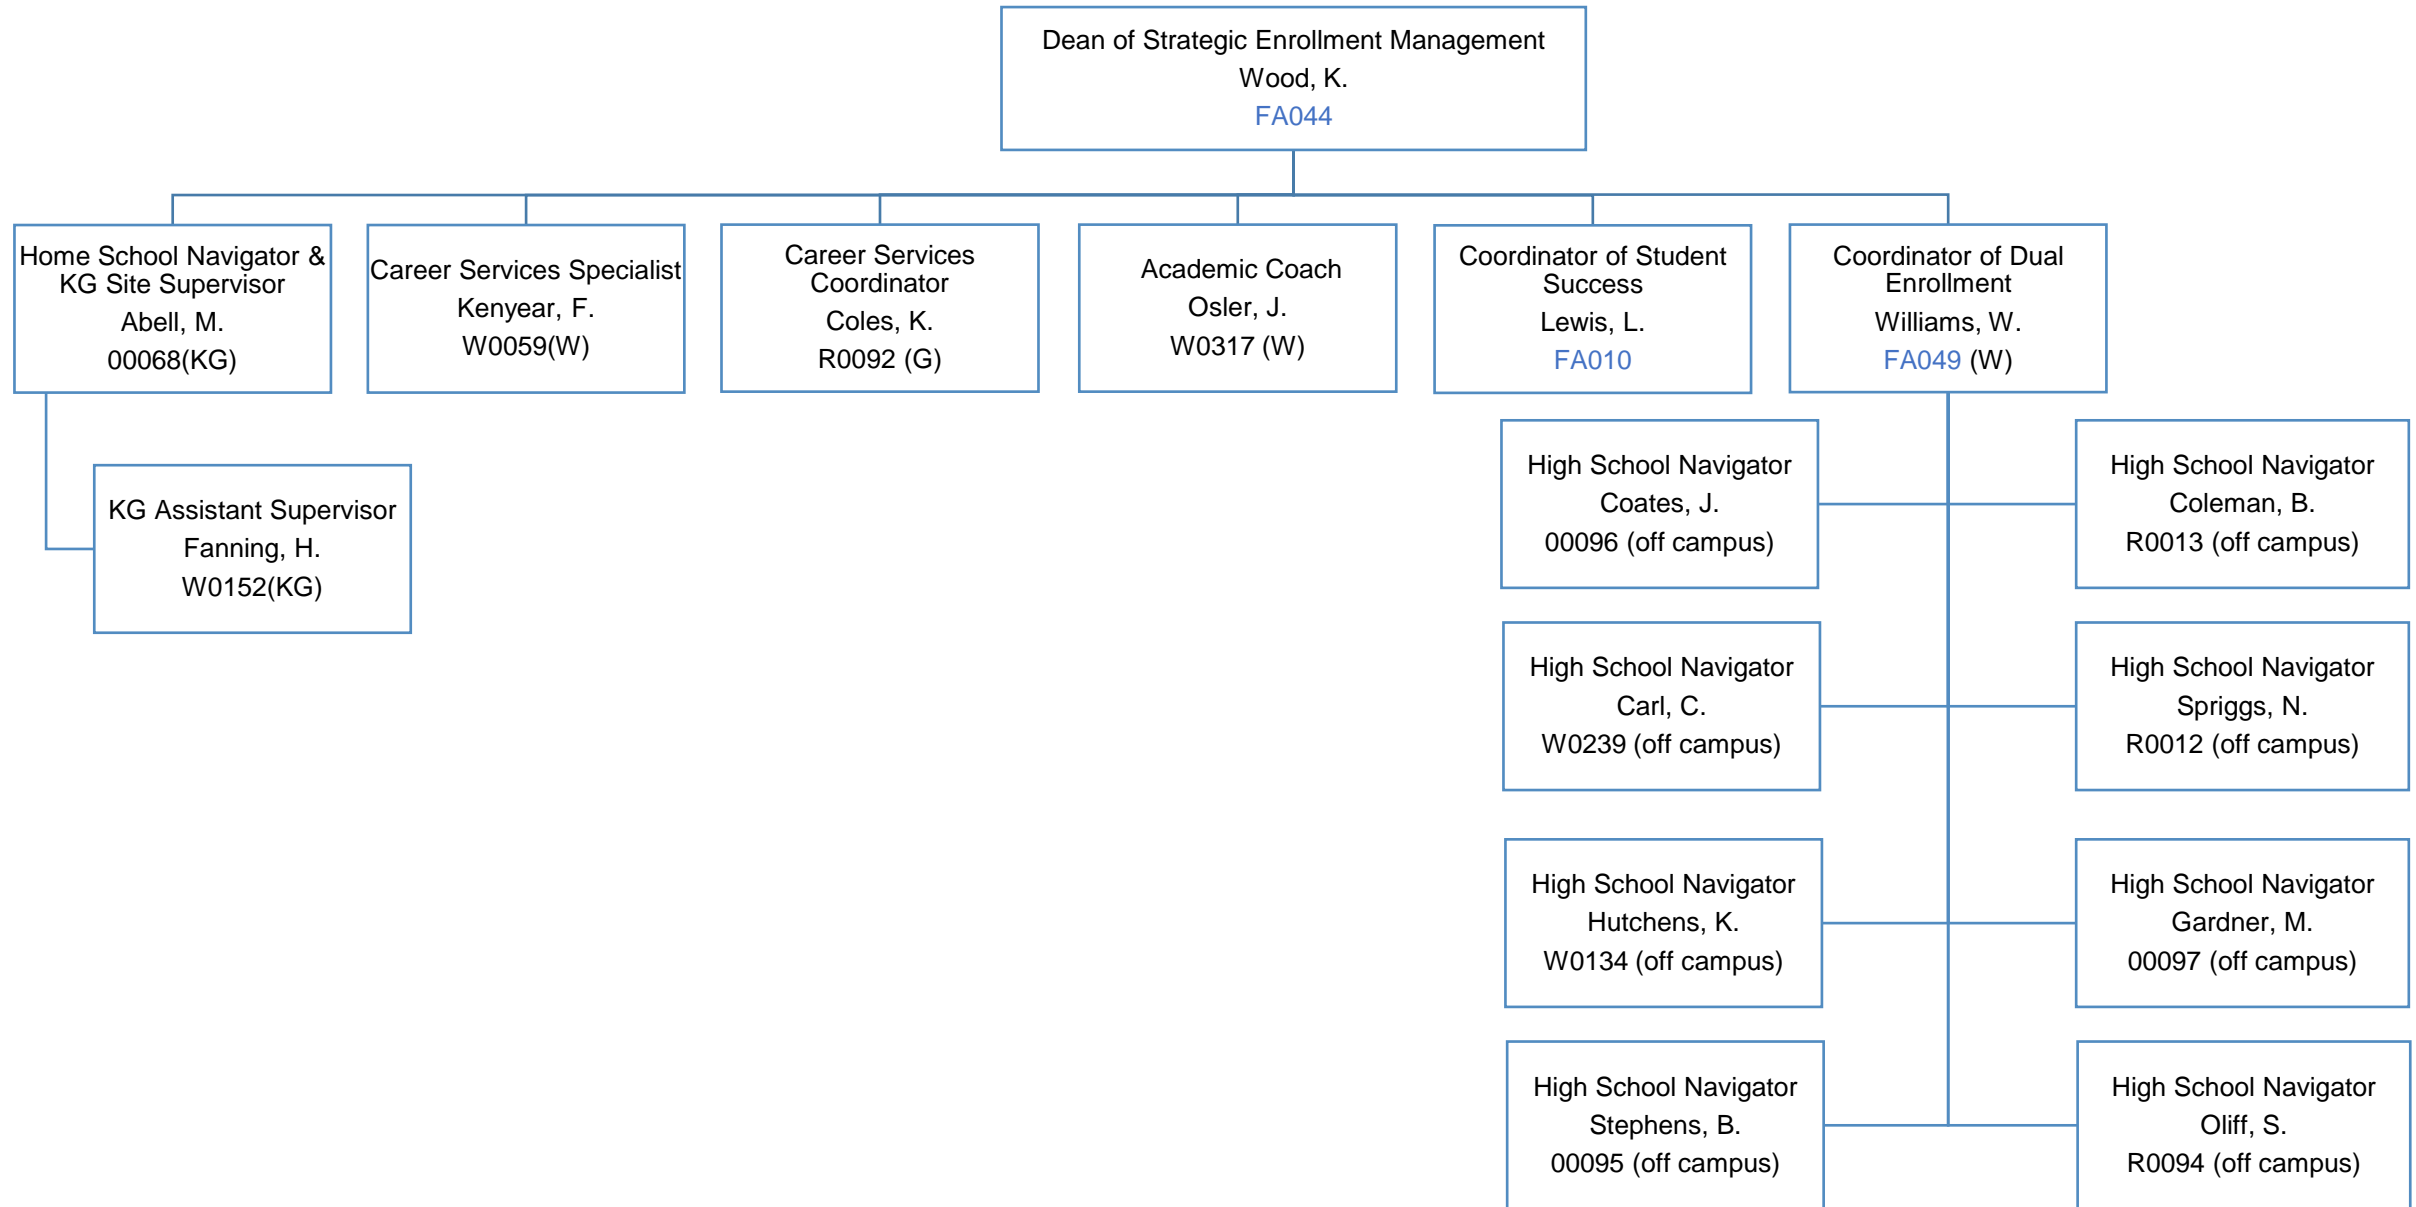 Dean of Strategic Enrollment Management
Wood, K.
FA044
Home School Navigator &
KG Site Supervisor
Abell, M.
00068(KG)
Career Services Specialist
Kenyear, F.
W0059(W)
Career Services
Coordinator
Coles, K.
R0092 (G)
Academic Coach
Osler, J.
W0317 (W)
Coordinator of Student
Success
Lewis, L.
FA010
Coordinator of Dual
Enrollment
Williams, W.
FA049 (W)
KG Assistant Supervisor
Fanning, H.
W0152(KG)
High School Navigator
Coates, J.
00096 (off campus)
High School Navigator
Coleman, B.
R0013 (off campus)
High School Navigator
Carl, C.
W0239 (off campus)
High School Navigator
Spriggs, N.
R0012 (off campus)
High School Navigator
Hutchens, K.
W0134 (off campus)
High School Navigator
Gardner, M.
00097 (off campus)
High School Navigator
Stephens, B.
00095 (off campus)
High School Navigator
Oliff, S.
R0094 (off campus)